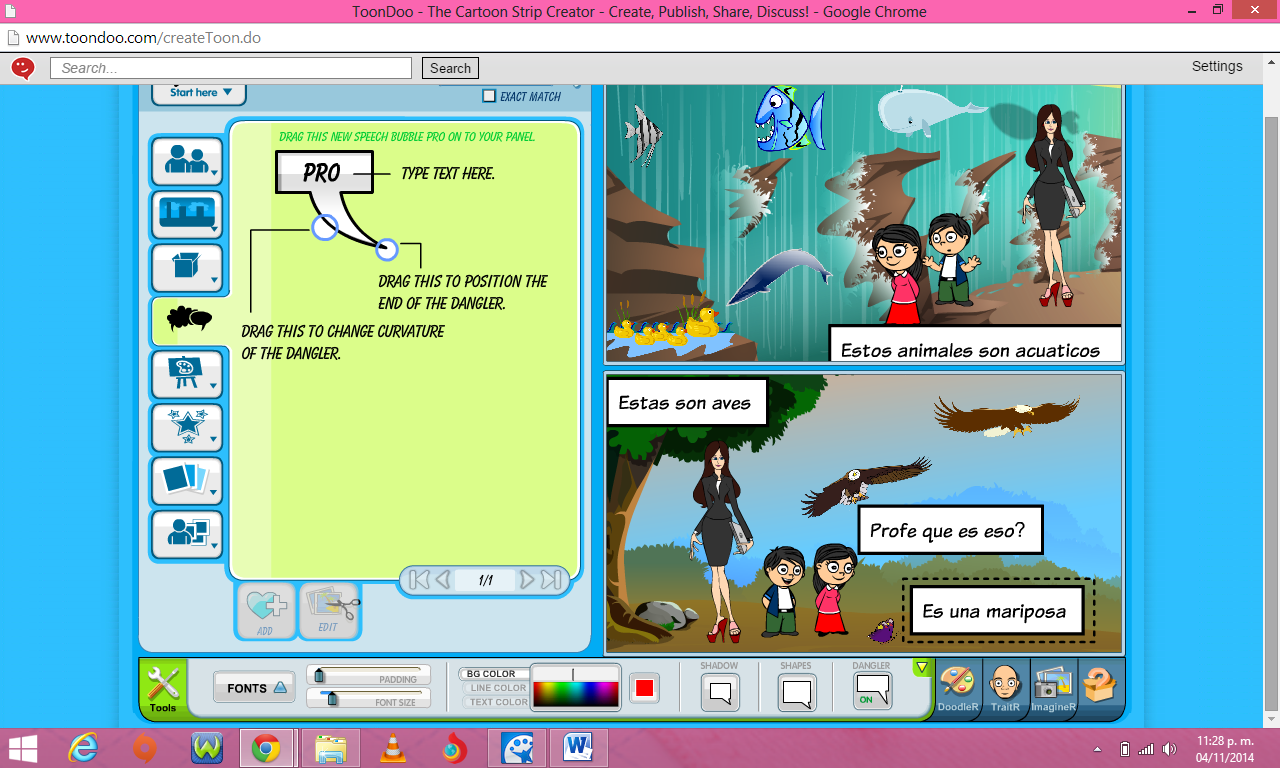 ToonDoo - The Cartoon Strip Creator - Create, Publish, Share, Discuss! - Google Chrome
www.toondoo.com/createToon.do
Search...
Search
Settings
Start here
EXACT MATCH
DRAG THIS NEW SPEECH BUBBLE PRO ON TO YOUR PANEL.
PRO
TYPE TEXT HERE.
DRAG THIS TO POSITION THE
END OF THE DANGLER.
DRAG THIS TO CHANGE CURVATURE
OF THE DANGLER.
1/1
ADD
EDIT
Estos animales son acuaticos
Estas son aves
Profe que es eso?
Es una mariposa
Tools
FONTS
PADDING
FONT SIZE
BG COLOR
LINE COLOR
TEXT COLOR
SHADOW
SHAPES
DANGLER
ON
DoodleR
TraitR
ImagineR
11:28 p. m.
04/11/2014